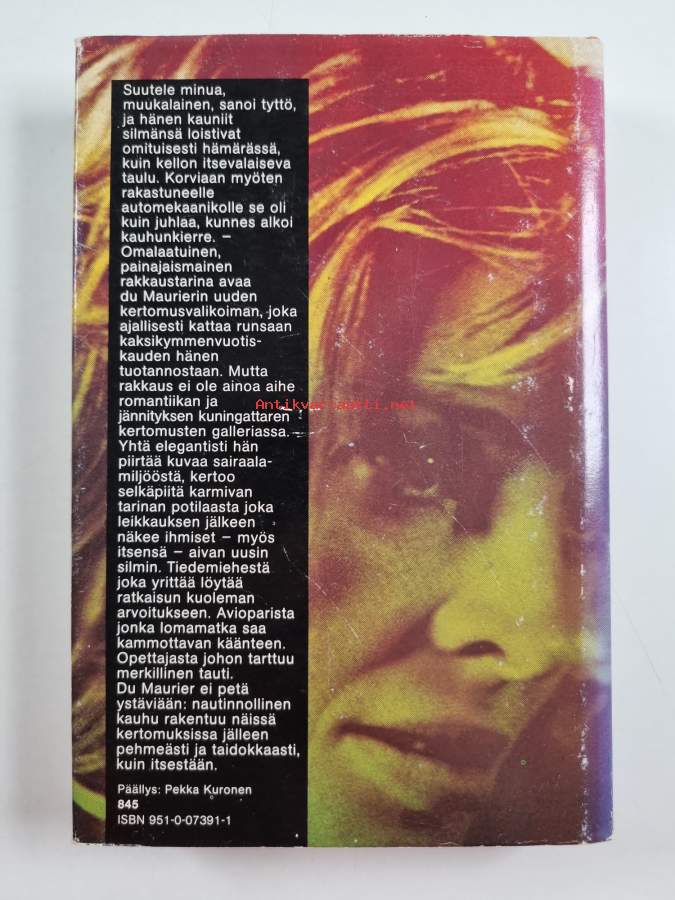 Suutele minua,
muukalainen, sanoi tyttö,
ja hänen kauniit
silmänsä loistivat
omituisesti hämärässä,
kuin kellon itsevalaiseva
taulu. Korviaan myöten
rakastuneelle
automekaanikolle se oli
kuin juhlaa, kunnes alkoi
kauhunkierre. –
Omalaatuinen,
painajaismainen
rakkaustarina avaa
du Maurierin uuden
kertomusvalikoiman, joka
ajallisesti kattaa runsaan
kaksikymmenvuotis-
kauden hänen
tuotannostaan. Mutta
rakkaus ei ole ainoa aihe
romantiikan ja
jännityksen kuningattaren
kertomusten galleriassa.
Yhtä elegantisti hän
piirtää kuvaa sairaala-
miljööstä, kertoo
selkäpiitä karmivan
tarinan potilaasta joka
leikkauksen jälkeen
näkee ihmiset – myös
itsensä – aivan uusin
silmin. Tiedemiehestä
joka yrittää löytää
ratkaisun kuoleman
arvoitukseen. Avioparista
jonka lomamatka saa
kammottavan käänteen.
Opettajasta johon tarttuu
merkillinen tauti.
Du Maurier ei petä
ystäviään: nautinnollinen
kauhu rakentuu näissä
kertomuksissa jälleen
pehmeästi ja taidokkaasti,
kuin itsestään.
Päällys: Pekka Kuronen
845
ISBN 951-0-07391-1
Antikvariaatti.net